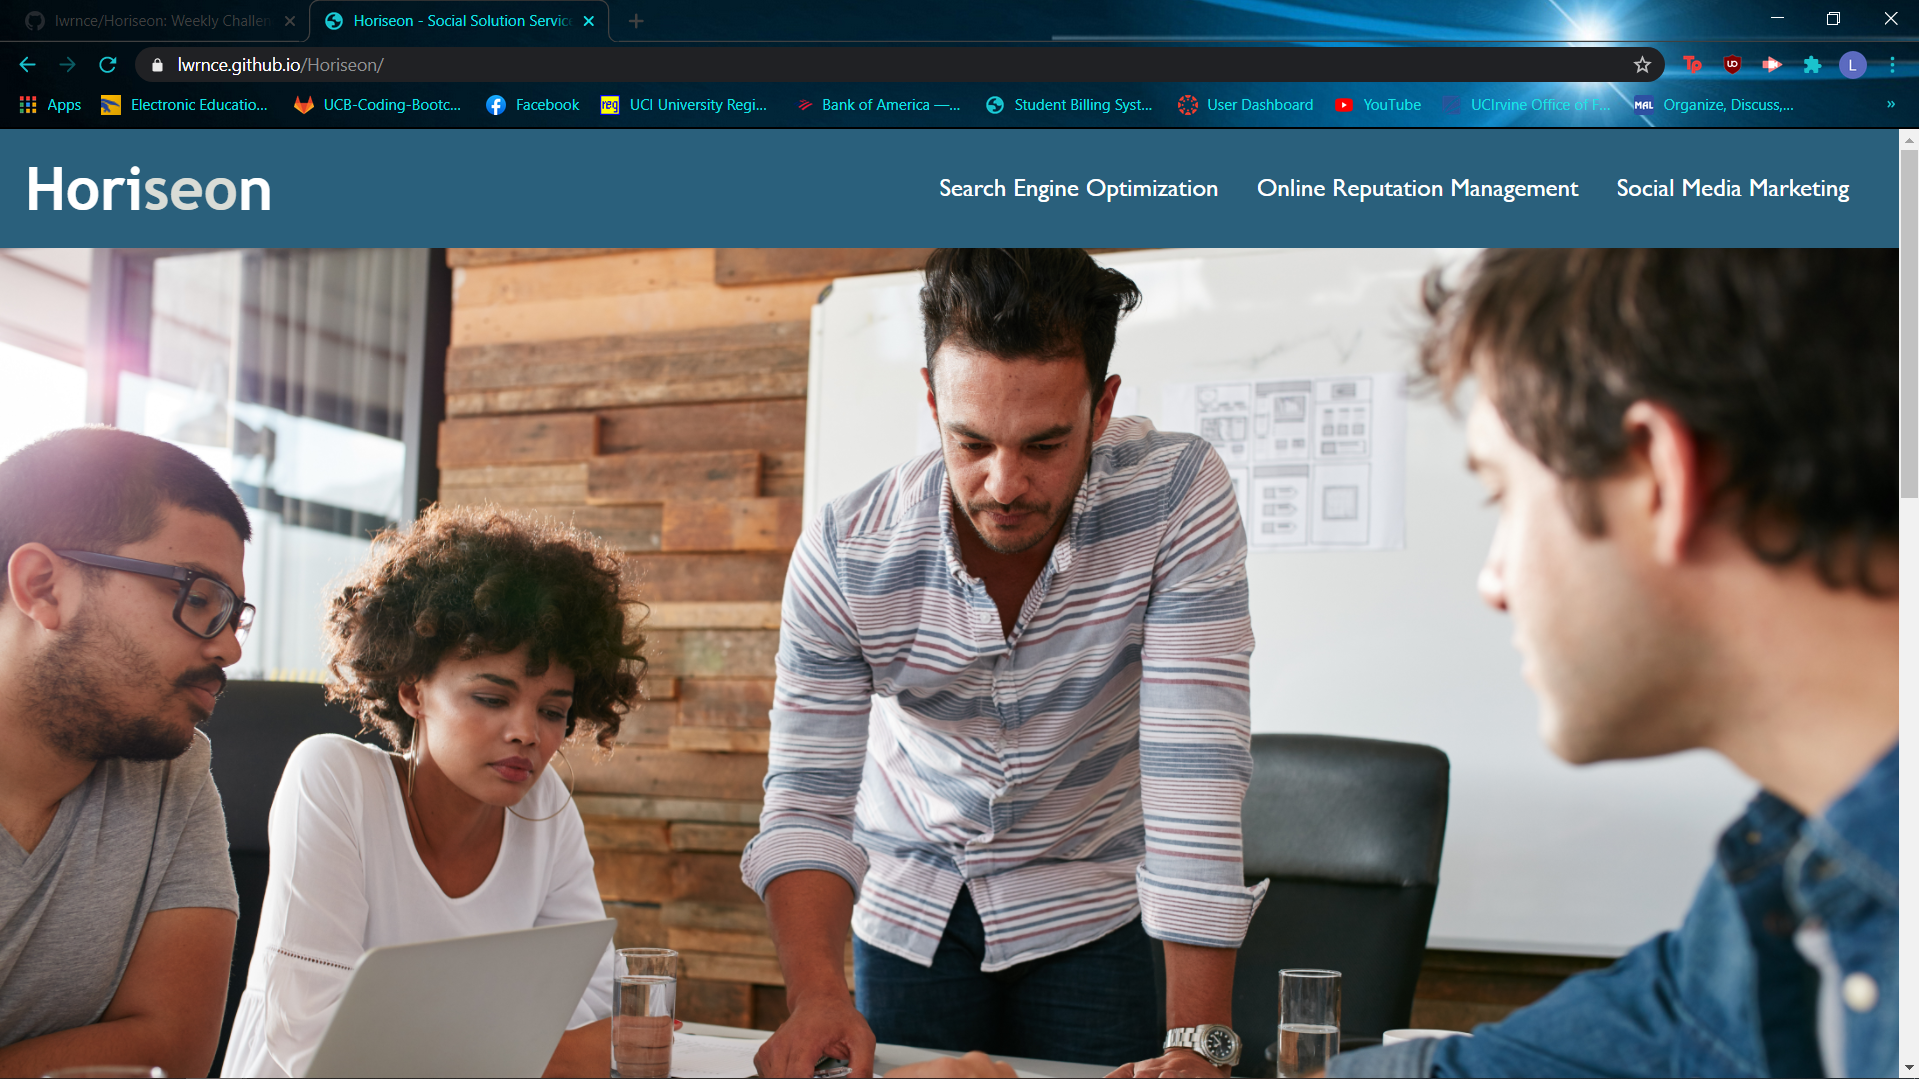 lwrnce/Horiseon: Weekly Challen
Horiseon - Social Solution Servic
lwrnce.github.io/Horiseon/
L
Apps
Electronic Educatio...
UCB-Coding-Bootc...
Facebook
reg
UCI University Regi...
Bank of America —...
Student Billing Syst...
User Dashboard
YouTube
UCIrvine Office of F...
MAL
Organize, Discuss,...
»
Horiseon
Search Engine Optimization
Online Reputation Management
Social Media Marketing